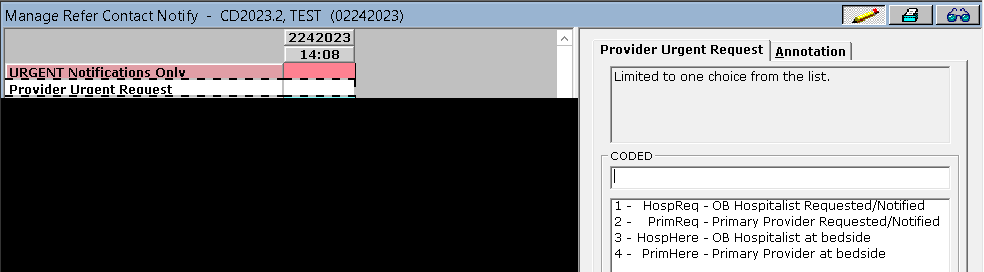 Manage Refer Contact Notify - CD2023.2, TEST (02242023)
2242023
14:08
URGENT Notifications Only
Provider Urgent Request
Provider Urgent Request
Annotation
Limited to one choice from the list.
CODED
1 - HospReq - OB Hospitalist Requested/Notified
2 - PrimReq - Primary Provider Requested/Notified
3 - HospHere - OB Hospitalist at bedside
4 - PrimHere - Primary Provider at bedside